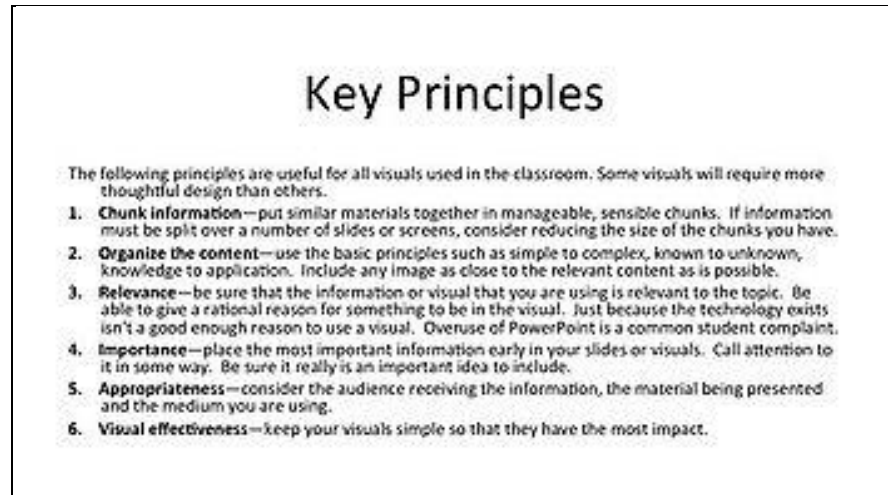 Key Principles
The following principles are useful for all visuals used in the classroom. Some visuals will require more
thoughtful design than others.
1. Chunk information—put similar materials together in manageable, sensible chunks. If information
must be split over a number of slides or screens, consider reducing the size of the chunks you have.
2. Organize the content—use the basic principles such as simple to complex, known to unknown,
knowledge to application. Include any image as close to the relevant content as is possible.
3. Relevance—be sure that the information or visual that you are using is relevant to the topic. Be
able to give a rational reason for something to be in the visual. Just because the technology exists
isn't a good enough reason to use a visual. Overuse of PowerPoint is a common student complaint.
4. Importance—place the most important information early in your slides or visuals. Call attention to
it in some way. Be sure it really is an important idea to include.
5. Appropriateness—consider the audience receiving the information, the material being presented
and the medium you are using.
6. Visual effectiveness—keep your visuals simple so that they have the most impact.